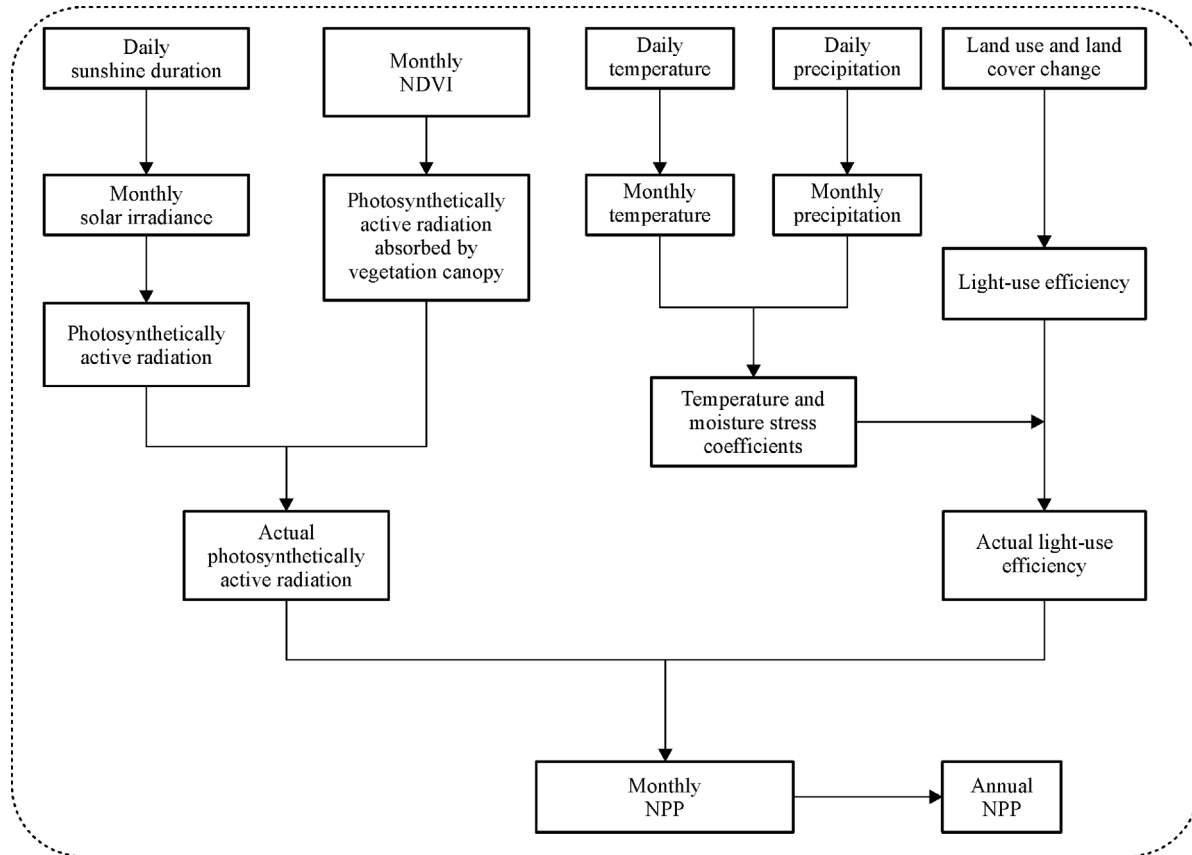 Daily
sunshine duration
Monthly
NDVI
Daily
temperature
Daily
precipitation
Land use and land
cover change
Monthly
solar irradiance
Photosynthetically
active radiation
absorbed by
vegetation canopy
Monthly
temperature
Monthly
precipitation
Light-use efficiency
Photosynthetically
active radiation
Temperature and
moisture stress
coefficients
Actual
photosynthetically
active radiation
Actual light-use
efficiency
Monthly
NPP
Annual
NPP